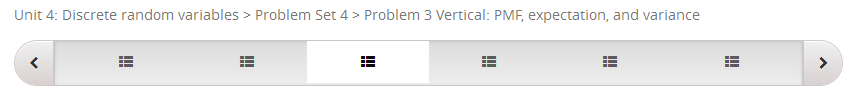 Unit 4: Discrete random variables > Problem Set 4 > Problem 3 Vertical: PMF, expectation, and variance